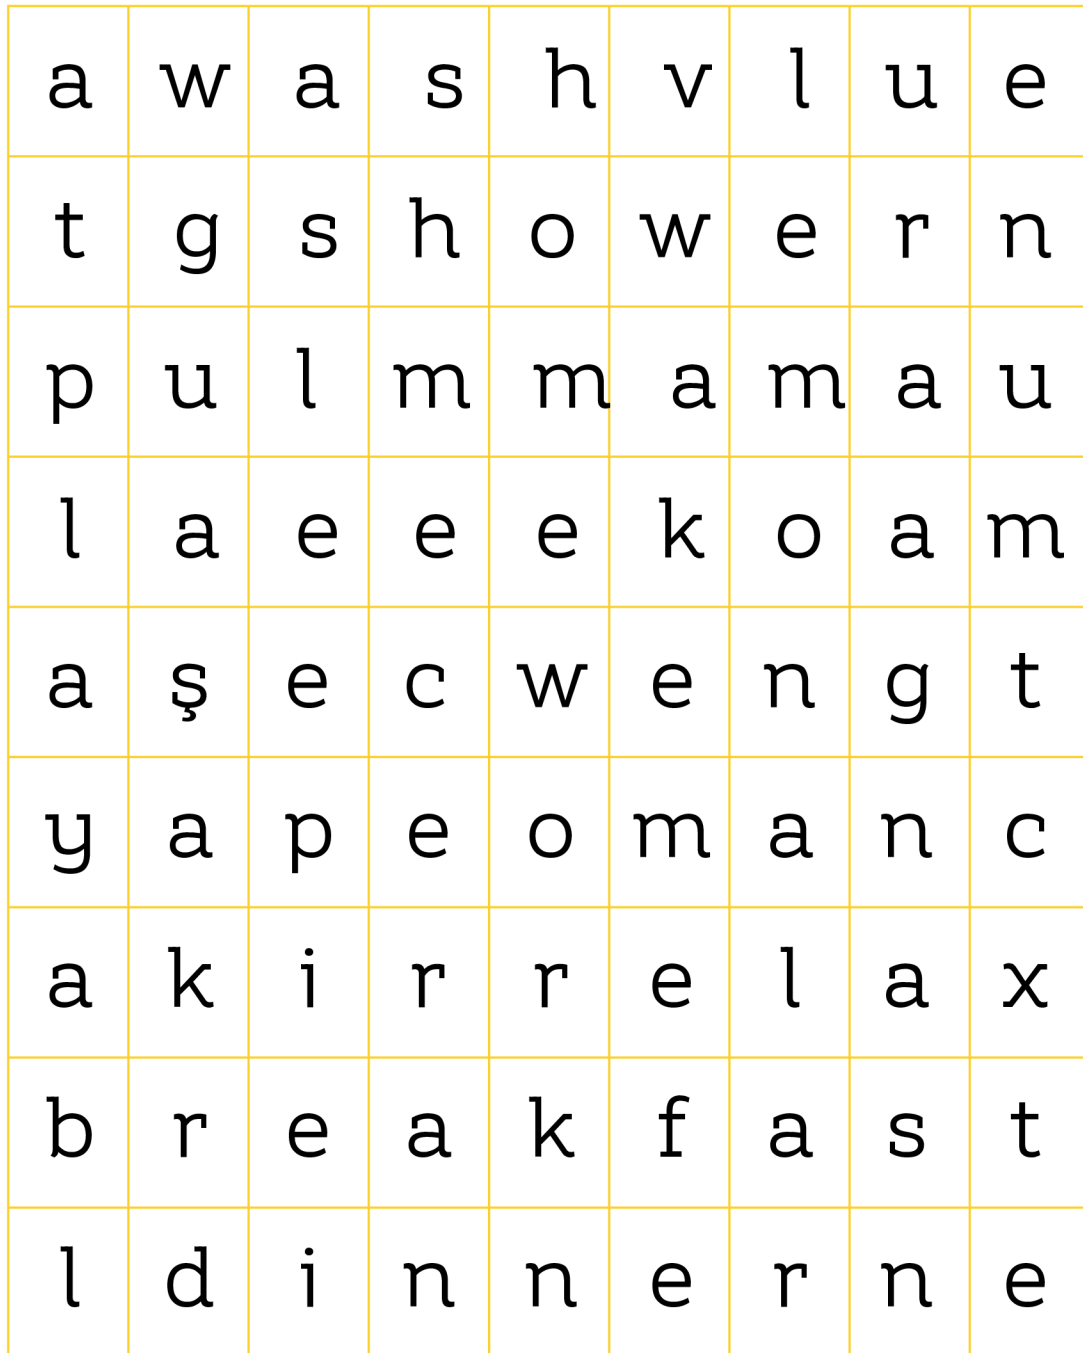 a w a s h v l u e
t g s h o w e r n
p u l m m a m a u
l a e e e k o a m
a ş e c w e n g t
y a p e o m a n c
a k i r r e l a x
b r e a k f a s t
l d i n n e r n e